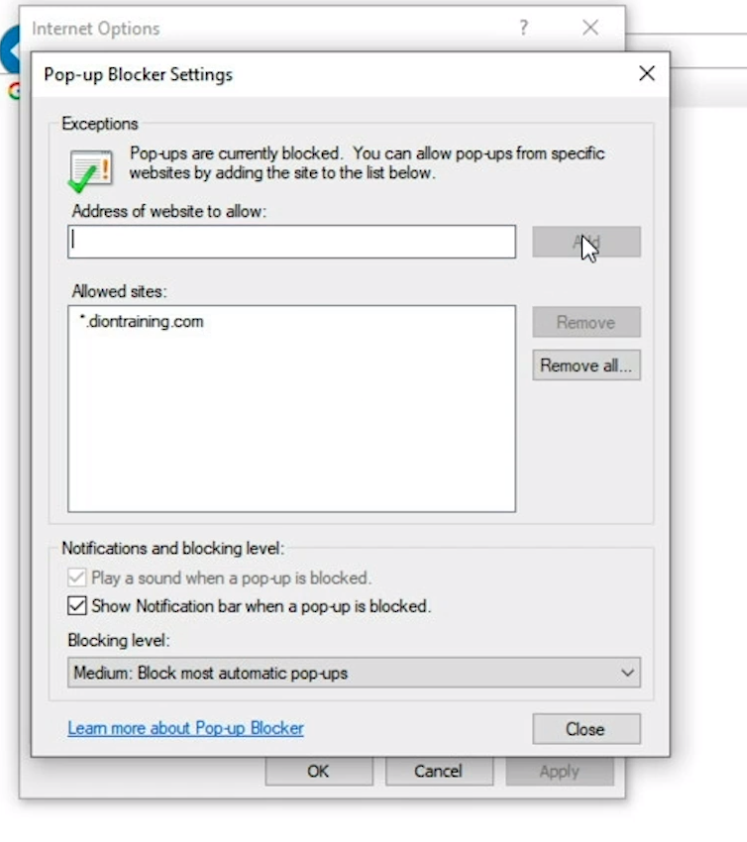 Internet Options
?
Pop-up Blocker Settings
Exceptions
Pop-ups are currently blocked. You can allow pop-ups from specific
websites by adding the site to the list below.
Address of website to allow:
Add
Allowed sites:
*.diontraining.com
Remove
Remove all...
Notifications and blocking level:
Play a sound when a pop-up is blocked.
Show Notification bar when a pop-up is blocked.
Blocking level:
Medium: Block most automatic pop-ups
Learn more about Pop-up Blocker
Close
OK
Cancel
Apply